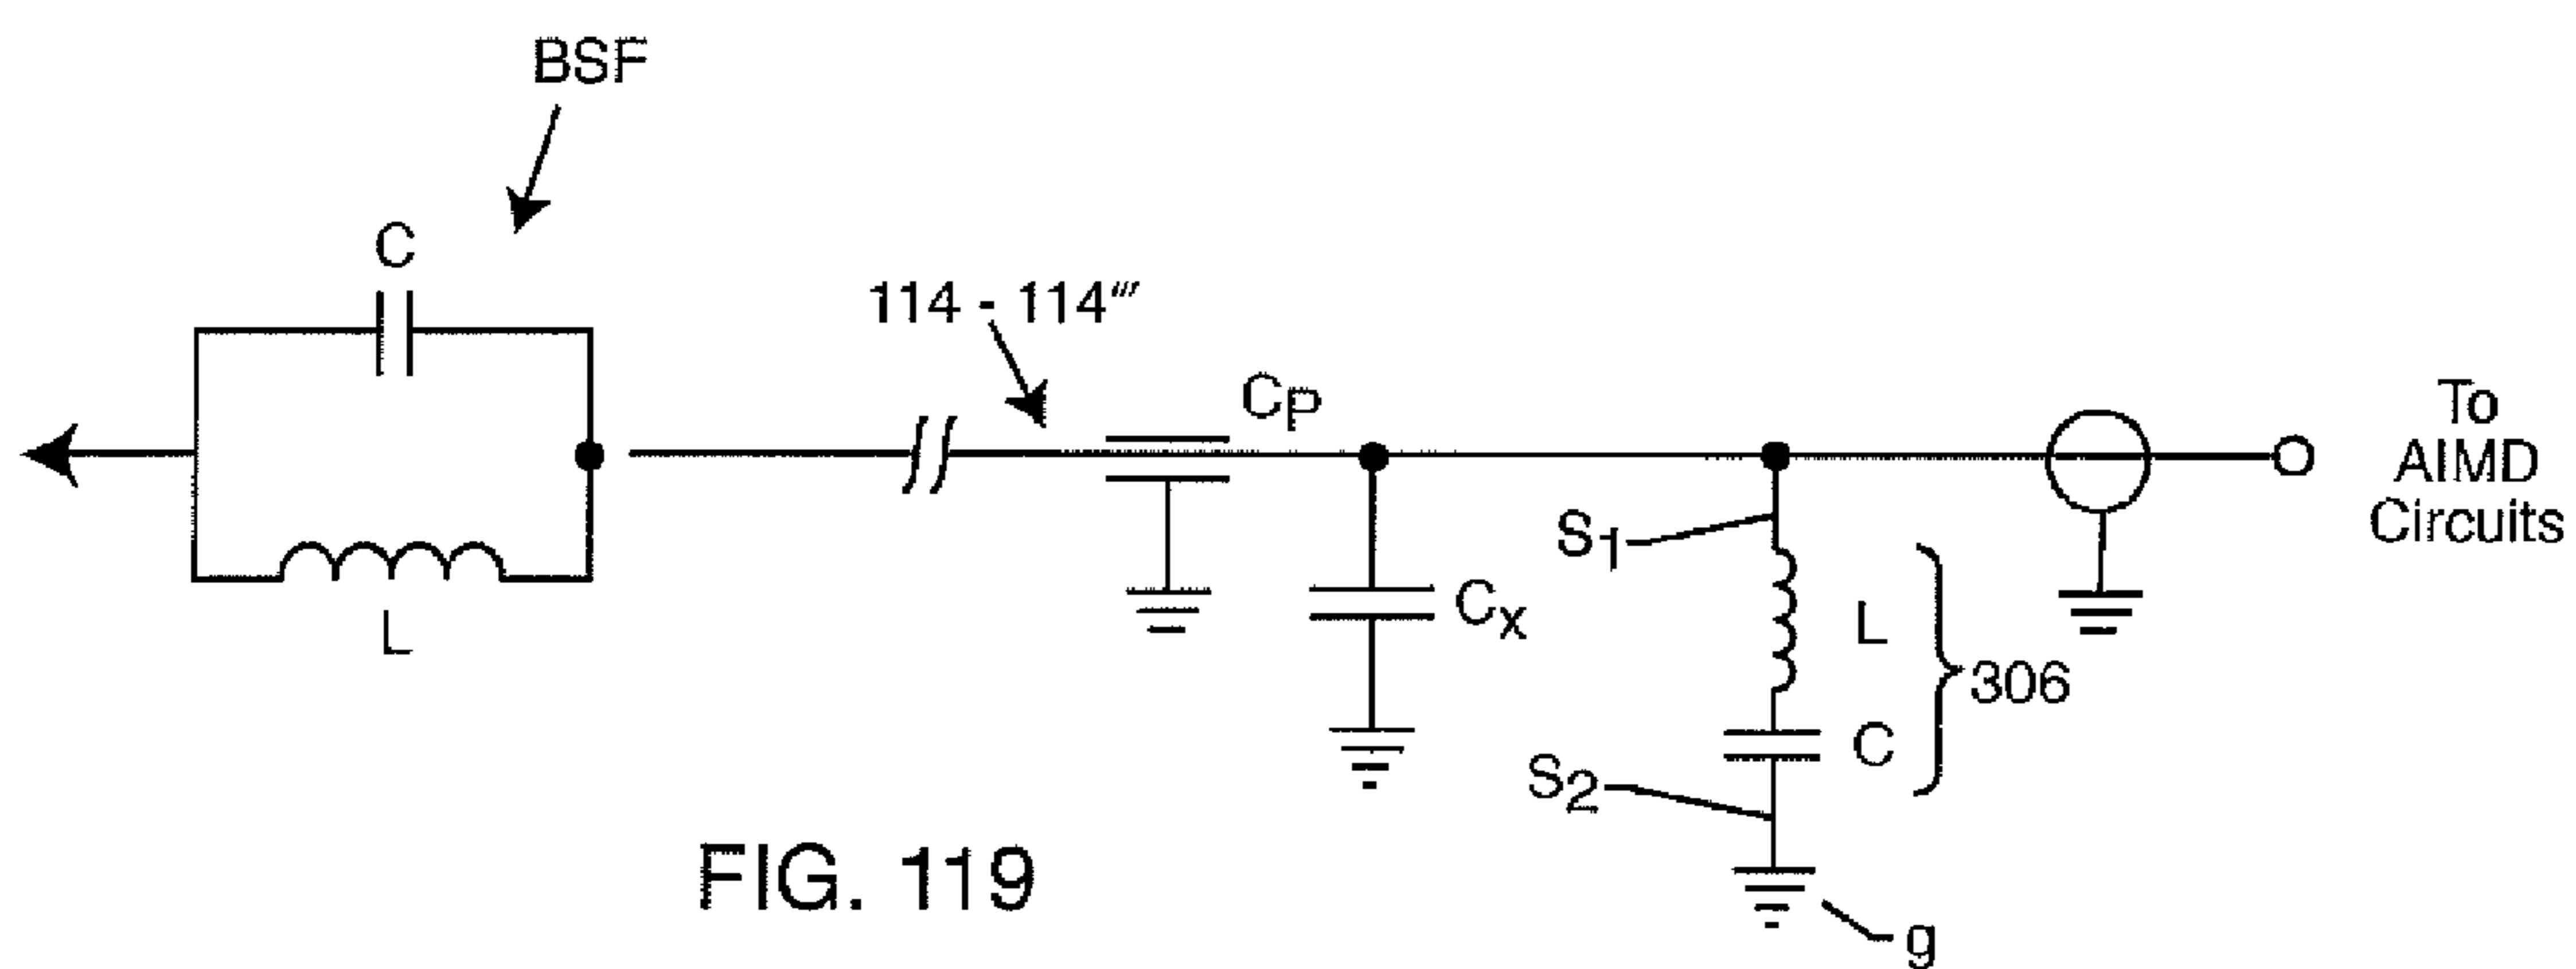 BSF
C
L
114 - 114‴
CP
CX
S1
L
C
306
S2
g
To
AIMD
Circuits
FIG. 119